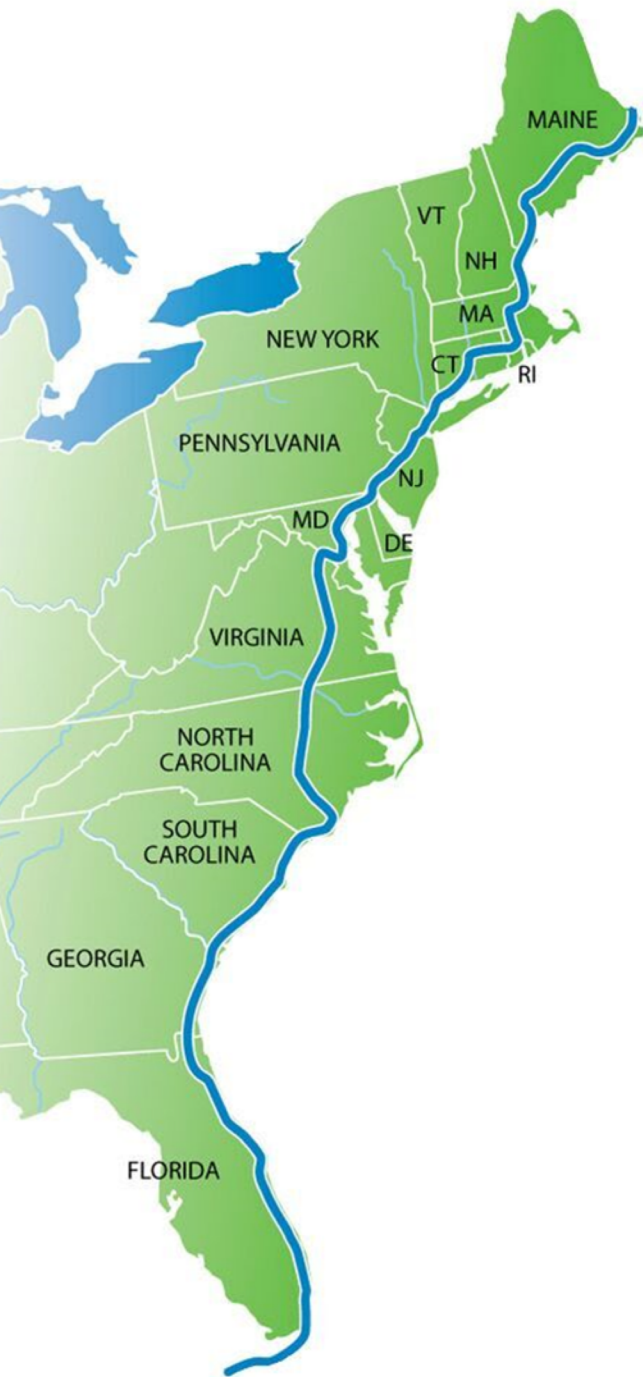 MAINE
VT
NH
MA
NEW YORK
CT
RI
PENNSYLVANIA
NJ
MD
DE
VIRGINIA
NORTH
CAROLINA
SOUTH
CAROLINA
GEORGIA
FLORIDA